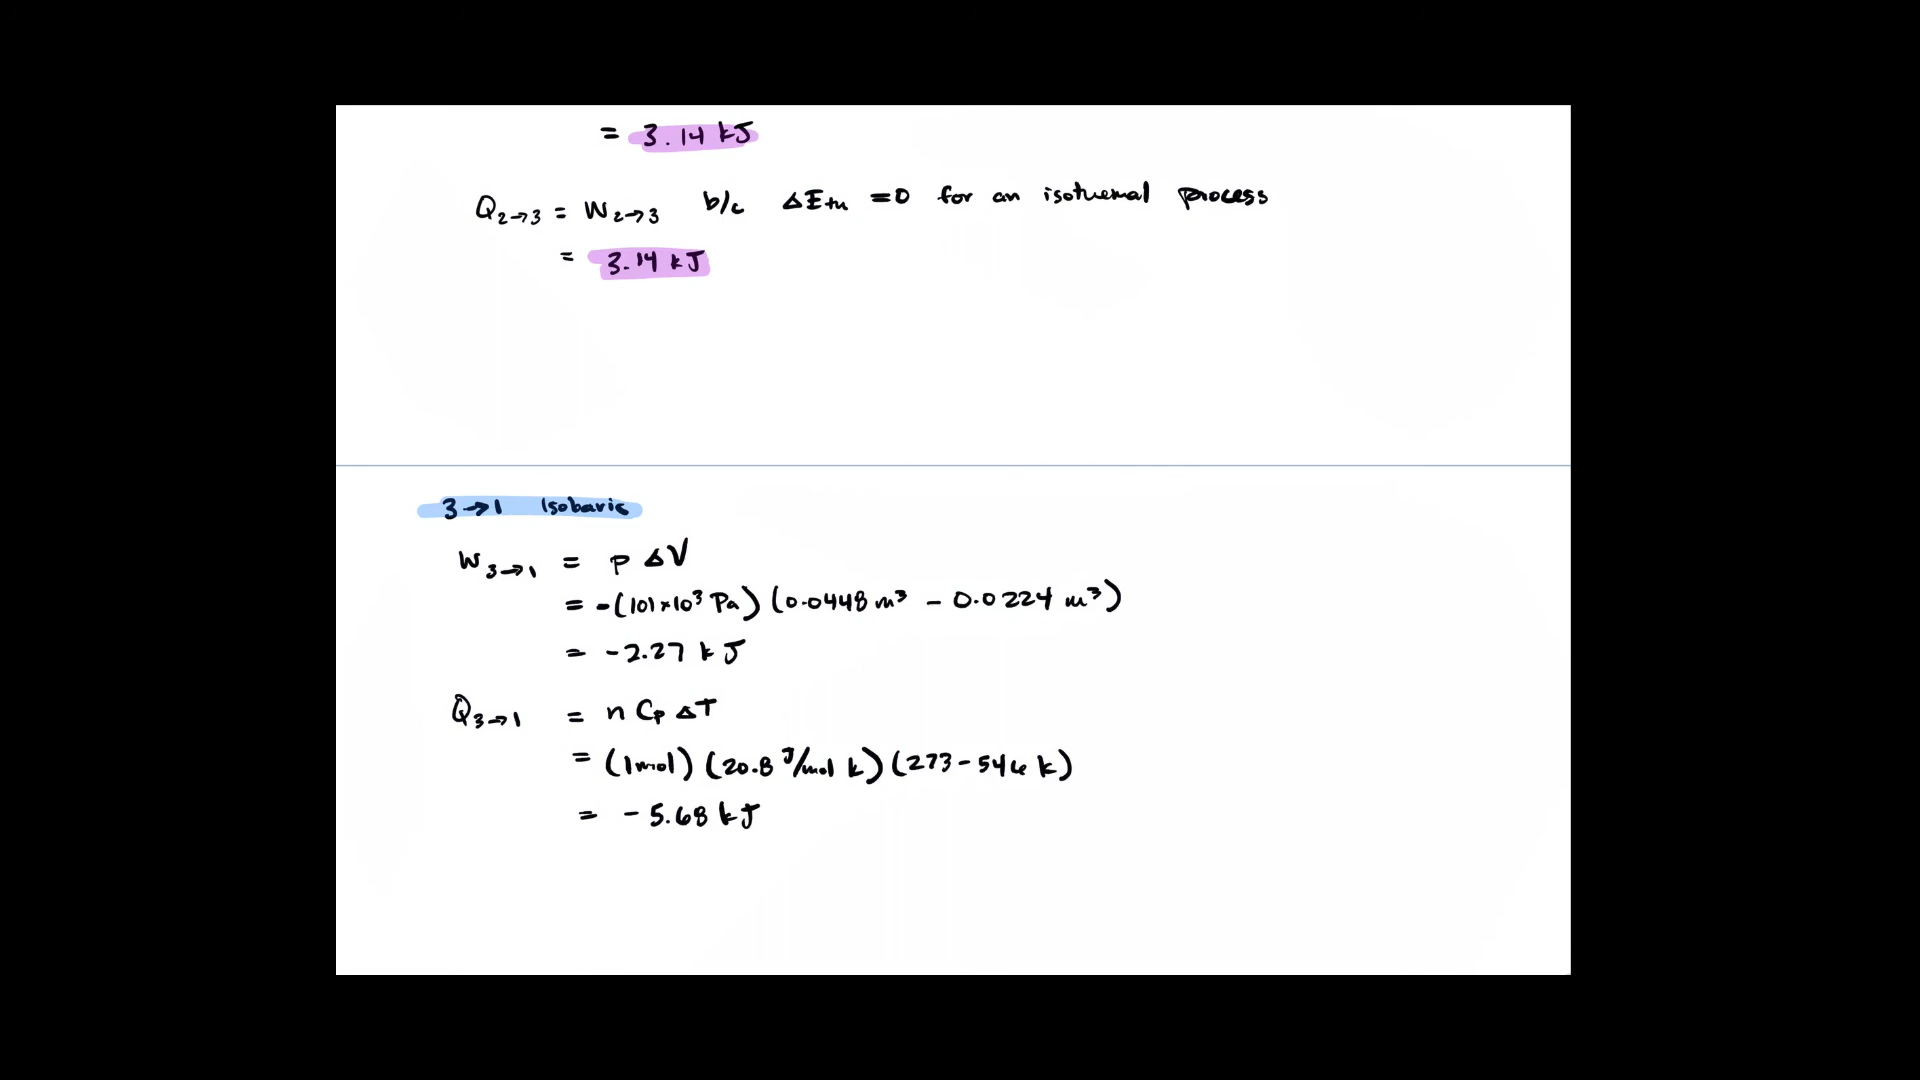 = 3.14 kJ
Q2→3 = W2→3 b/c ΔEth = 0 for an isothermal process
= 3.14 kJ
3→1 Isobaric
W3→1 = p ΔV
= -(101×10³ Pa) (0.0448 m³ - 0.0224 m³)
= -2.27 kJ
Q3→1 = n Cp ΔT
= (1mol) (20.8 J/mol k) (273 - 546 k)
= - 5.68 kJ